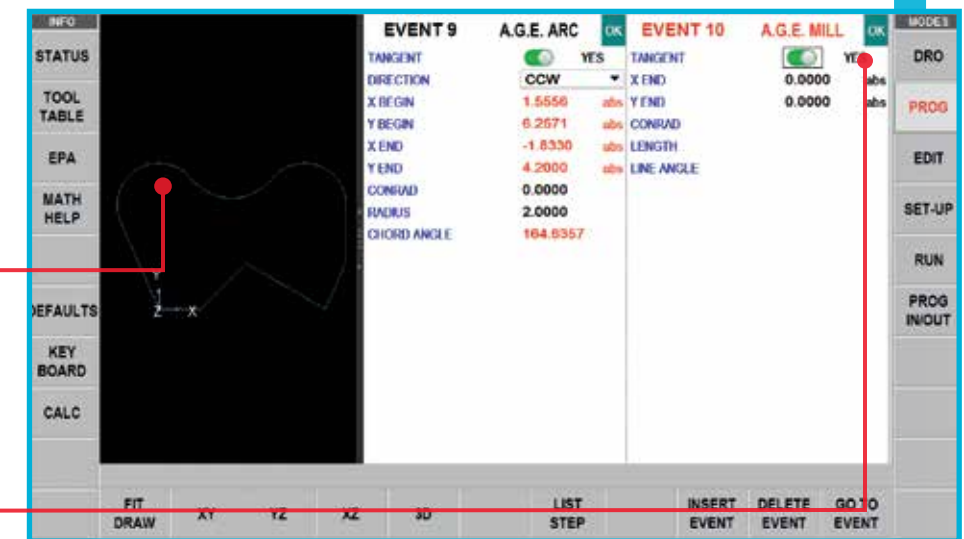 INFO
STATUS
TOOL
TABLE
EPA
MATH
HELP
DEFAULTS
KEY
BOARD
CALC
Y
Z X
EVENT 9 A.G.E. ARC OK
TANGENT YES
DIRECTION CCW
X BEGIN 1.5556 abs
Y BEGIN 6.2571 abs
X END -1.8330 abs
Y END 4.2000 abs
CONRAD 0.0000
RADIUS 2.0000
CHORD ANGLE 164.6357
EVENT 10 A.G.E. MILL OK
TANGENT YES
X END 0.0000 abs
Y END 0.0000 abs
CONRAD
LENGTH
LINE ANGLE
MODES
DRO
PROG
EDIT
SET-UP
RUN
PROG
IN/OUT
FIT
DRAW
XY
YZ
XZ
3D
LIST
STEP
INSERT
EVENT
DELETE
EVENT
GO TO
EVENT